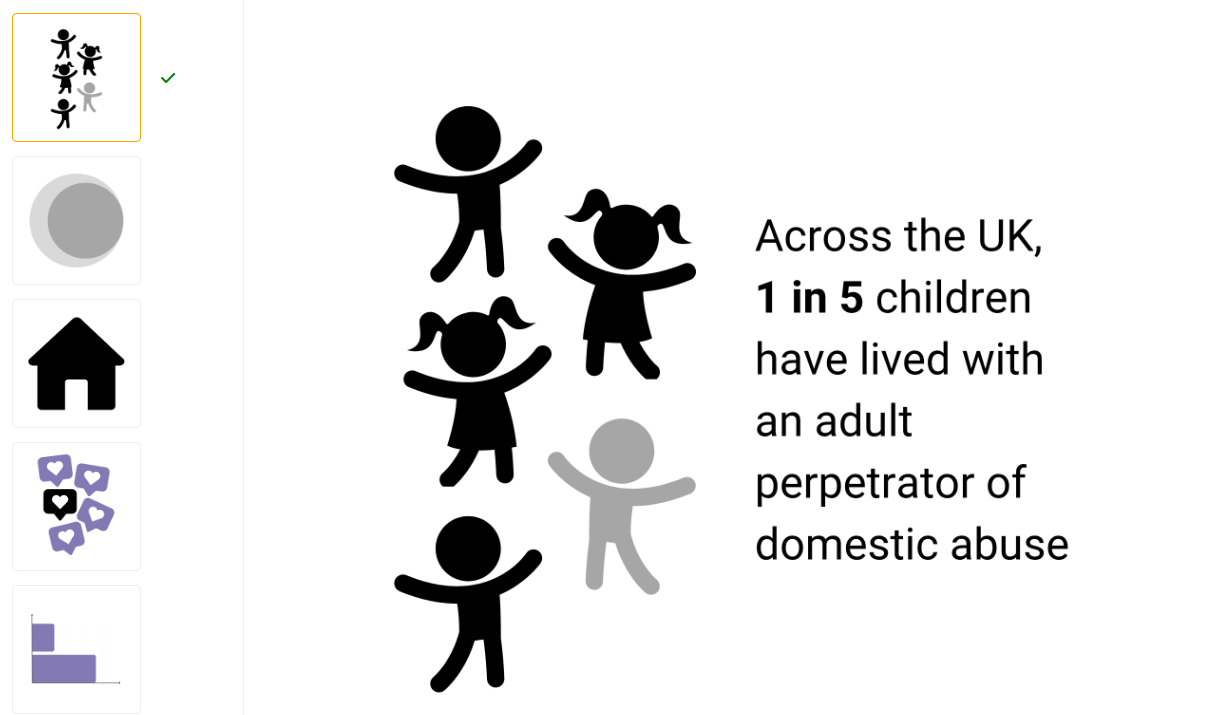 Across the UK,
1 in 5 children
have lived with
an adult
perpetrator of
domestic abuse